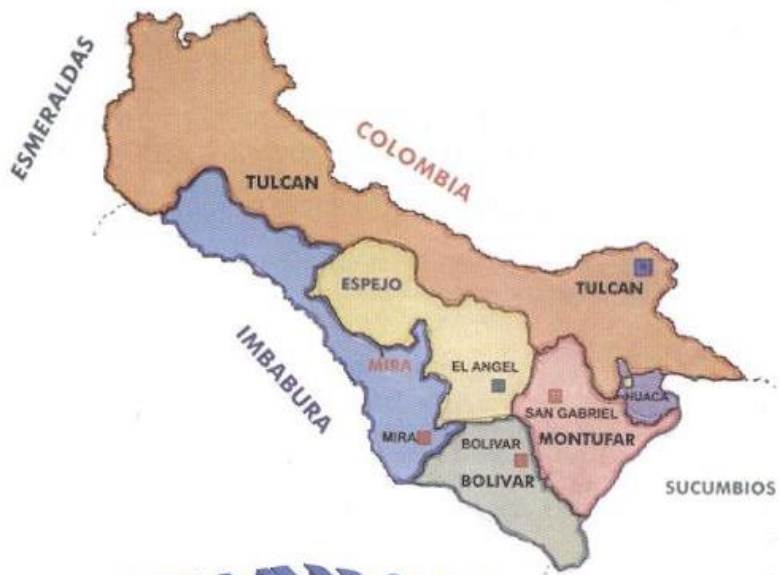 ESMERALDAS
COLOMBIA
TULCAN
ESPEJO
TULCAN
IMBABURA
MIRA
EL ANGEL
HUACA
SAN GABRIEL
MIRA
BOLIVAR
MONTUFAR
BOLIVAR
SUCUMBIOS